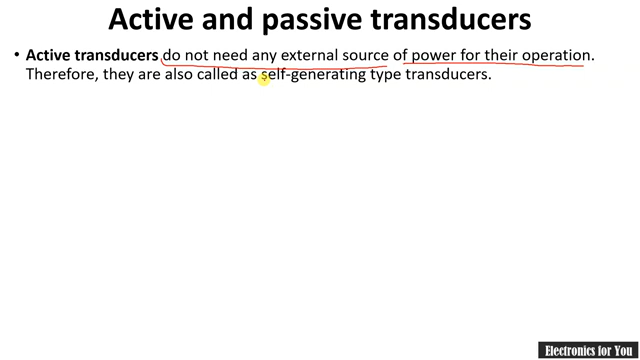 Active and passive transducers
• Active transducers do not need any external source of power for their operation.
Therefore, they are also called as self-generating type transducers.
Electronics for You